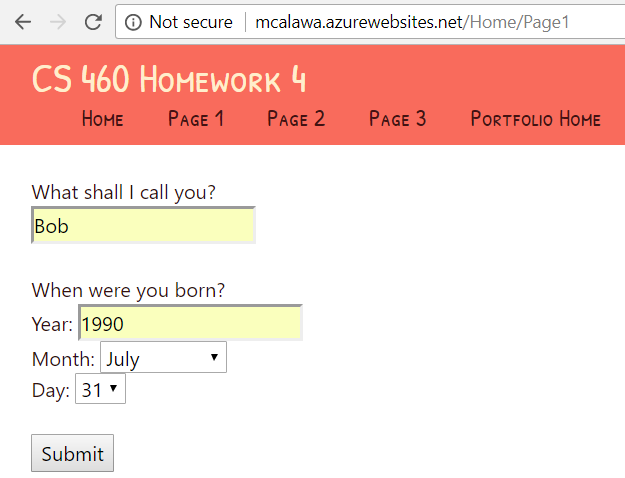 Not secure mcalawa.azurewebsites.net/Home/Page1
CS 460 Homework 4
Home Page 1 Page 2 Page 3 Portfolio Home
What shall I call you?
Bob
When were you born?
Year: 1990
Month: July
Day: 31
Submit